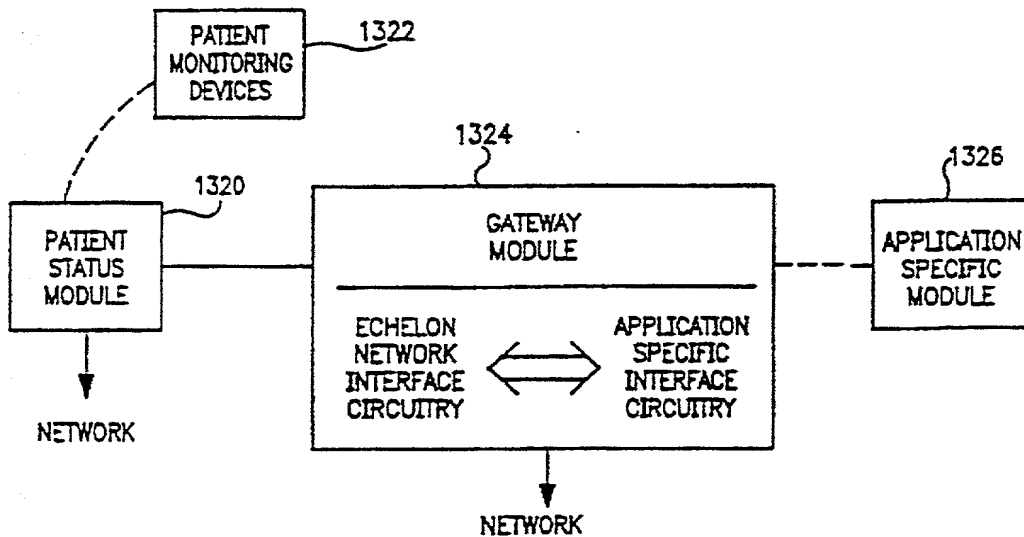 PATIENT
MONITORING
DEVICES
1322
1324
1320
1326
PATIENT
STATUS
MODULE
GATEWAY
MODULE
APPLICATION
SPECIFIC
MODULE
ECHELON
NETWORK
INTERFACE
CIRCUITRY
APPLICATION
SPECIFIC
INTERFACE
CIRCUITRY
NETWORK
NETWORK